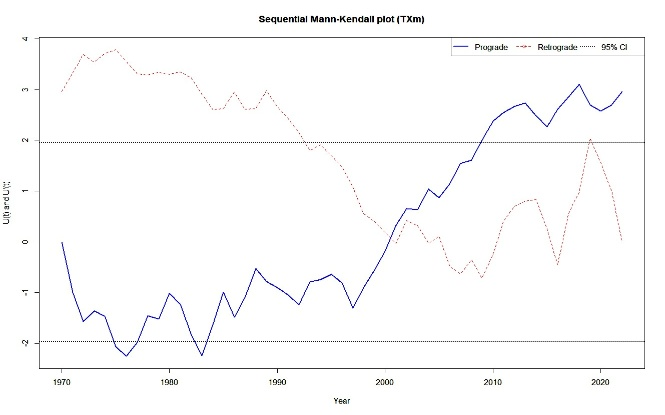 Sequential Mann-Kendall plot (TXm)
Prograde Retrograde 95% CI
4
3
2
1
0
-1
-2
U(t) and U'(t)
1970 1980 1990 2000 2010 2020
Year